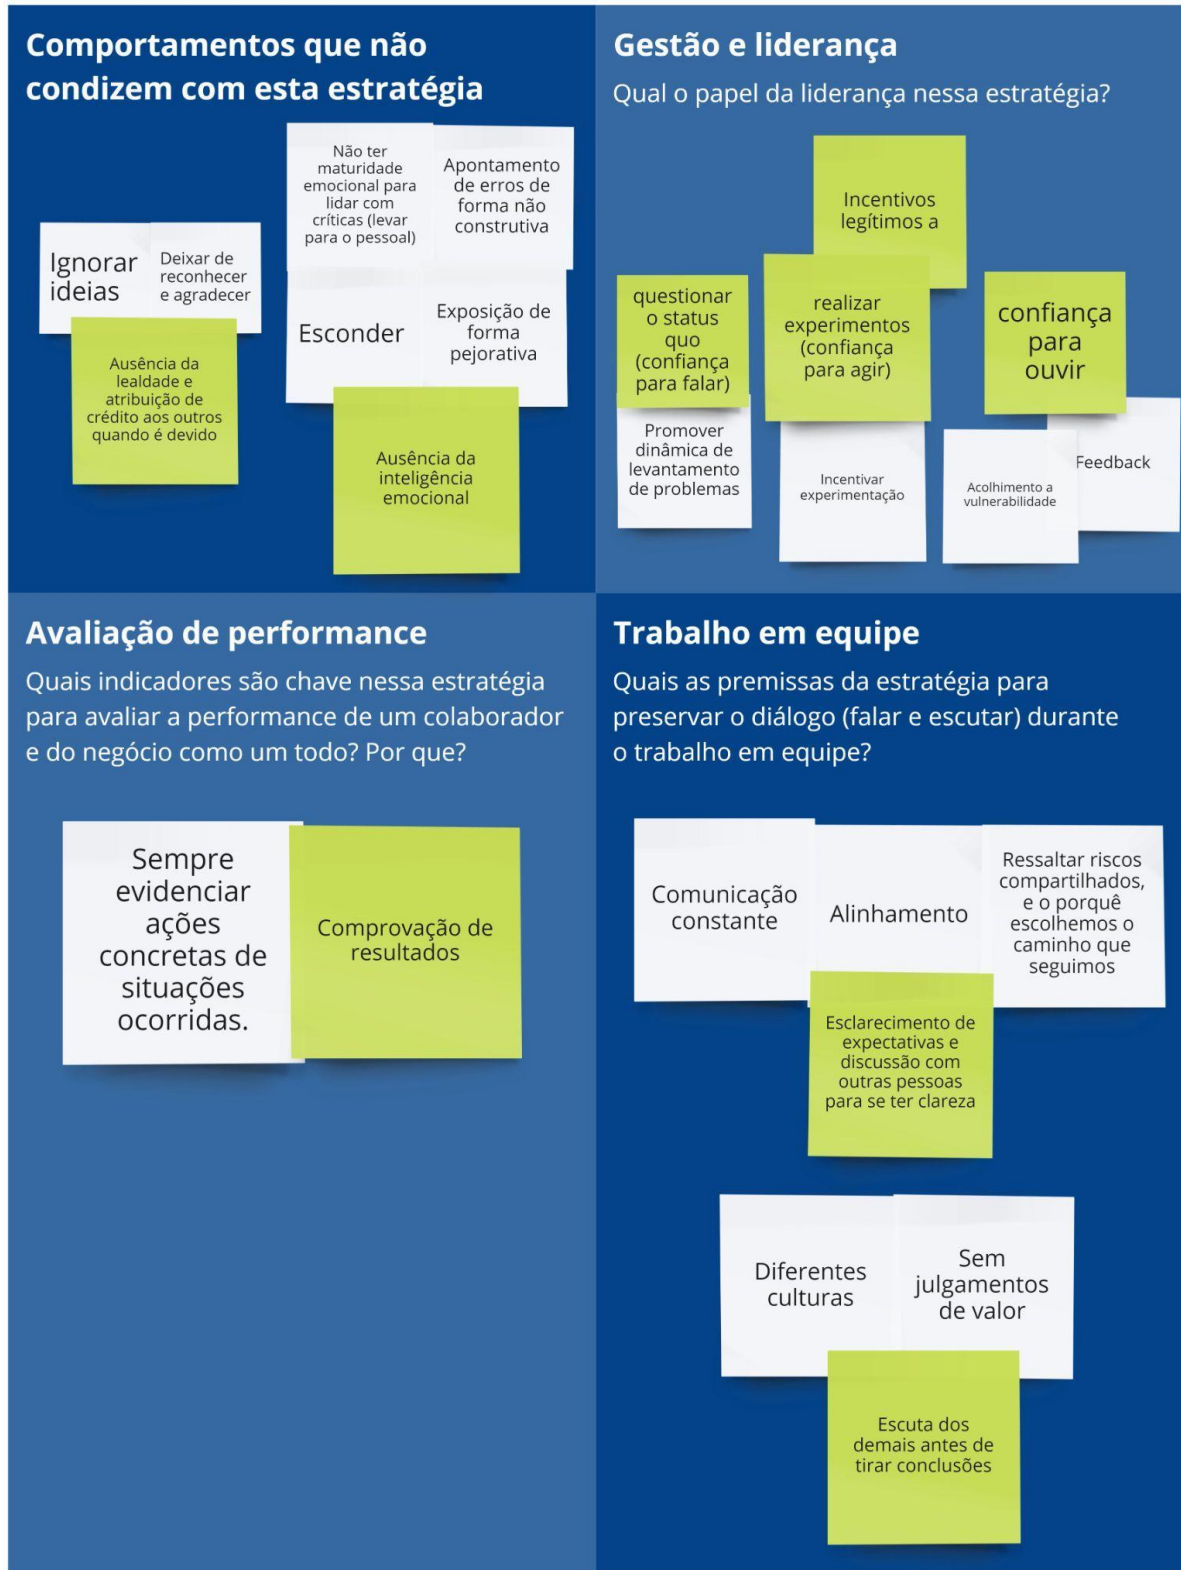 Comportamentos que não
condizem com esta estratégia
Ignorar
ideias
Deixar de
reconhecer
e agradecer
Ausência da
lealdade e
atribuição de
crédito aos outros
quando é devido
Não ter
maturidade
emocional para
lidar com
críticas (levar
para o pessoal)
Apontamento
de erros de
forma não
construtiva
Esconder
Exposição de
forma
pejorativa
Ausência da
inteligência
emocional
Gestão e liderança
Qual o papel da liderança nessa estratégia?
Incentivos
legítimos a
questionar
o status
quo
(confiança
para falar)
realizar
experimentos
(confiança
para agir)
confiança
para
ouvir
Promover
dinâmica de
levantamento
de problemas
Incentivar
experimentação
Acolhimento a
vulnerabilidade
Feedback
Avaliação de performance
Quais indicadores são chave nessa estratégia
para avaliar a performance de um colaborador
e do negócio como um todo? Por que?
Sempre
evidenciar
ações
concretas de
situações
ocorridas.
Comprovação de
resultados
Trabalho em equipe
Quais as premissas da estratégia para
preservar o diálogo (falar e escutar) durante
o trabalho em equipe?
Comunicação
constante
Alinhamento
Ressaltar riscos
compartilhados,
e o porquê
escolhemos o
caminho que
seguimos
Esclarecimento de
expectativas e
discussão com
outras pessoas
para se ter clareza
Diferentes
culturas
Sem
julgamentos
de valor
Escuta dos
demais antes de
tirar conclusões